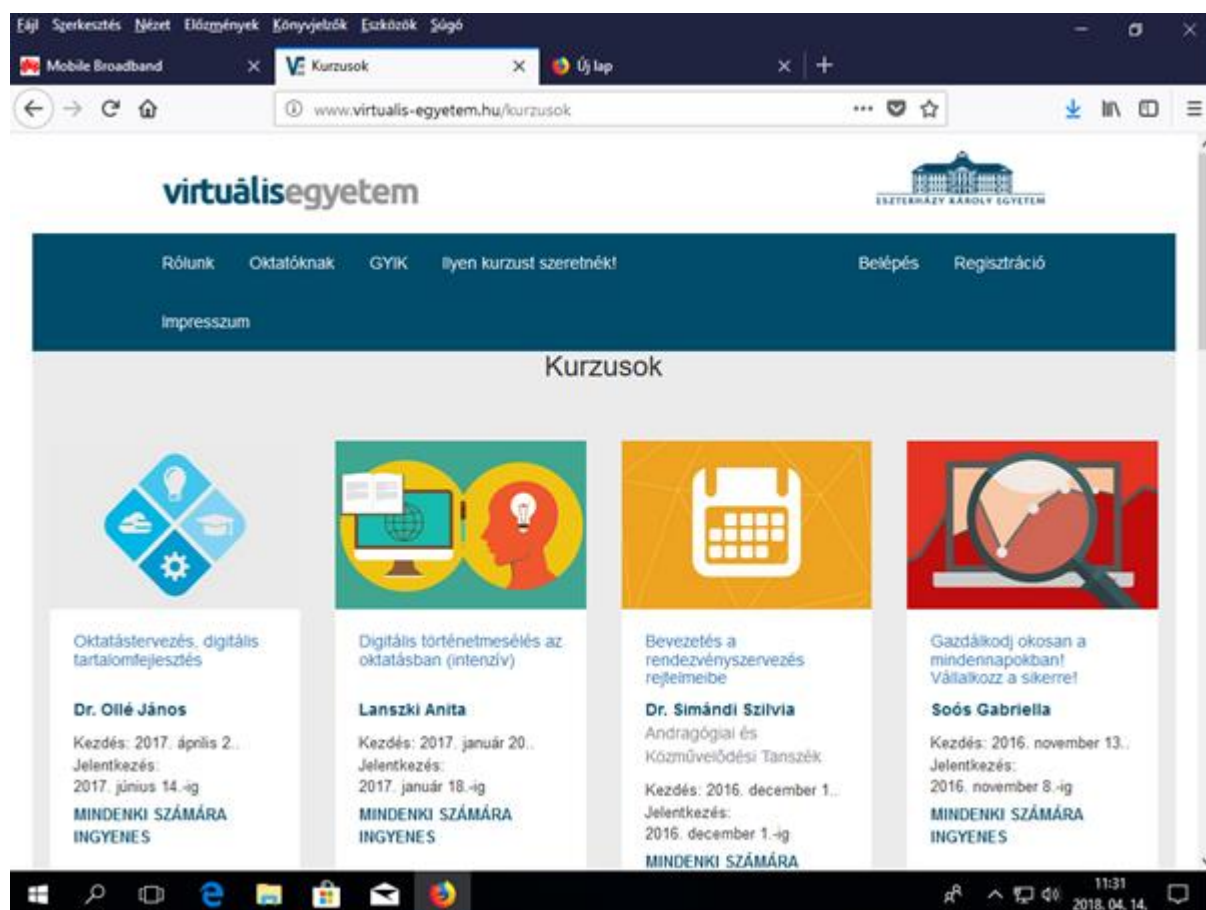 Fájl Szerkesztés Nézet Előzmények Könyvjelzők Eszközök Súgó
Mobile Broadband
VE Kurzusok
Új lap
www.virtualis-egyetem.hu/kurzusok
virtuálisegyetem
ESZTERHÁZY KÁROLY EGYETEM
Rólunk Oktatóknak GYIK Ilyen kurzust szeretnék! Belépés Regisztráció
Impresszum
Kurzusok
Oktatástervezés, digitális
tartalomfejlesztés
Dr. Ollé János
Kezdés: 2017. április 2..
Jelentkezés:
2017. június 14.-ig
MINDENKI SZÁMÁRA
INGYENES
Digitális történetmesélés az
oktatásban (intenzív)
Lanszki Anita
Kezdés: 2017. január 20..
Jelentkezés:
2017. január 18.-ig
MINDENKI SZÁMÁRA
INGYENES
Bevezetés a
rendezvényszervezés
rejtelmeibe
Dr. Simándi Szilvia
Andragógiai és
Közművelődési Tanszék
Kezdés: 2016. december 1..
Jelentkezés:
2016. december 1.-ig
MINDENKI SZÁMÁRA
Gazdálkodj okosan a
mindennapokban!
Vállalkozz a sikerre!
Soós Gabriella
Kezdés: 2016. november 13..
Jelentkezés:
2016. november 8.-ig
MINDENKI SZÁMÁRA
INGYENES
11:31
2018. 04. 14.